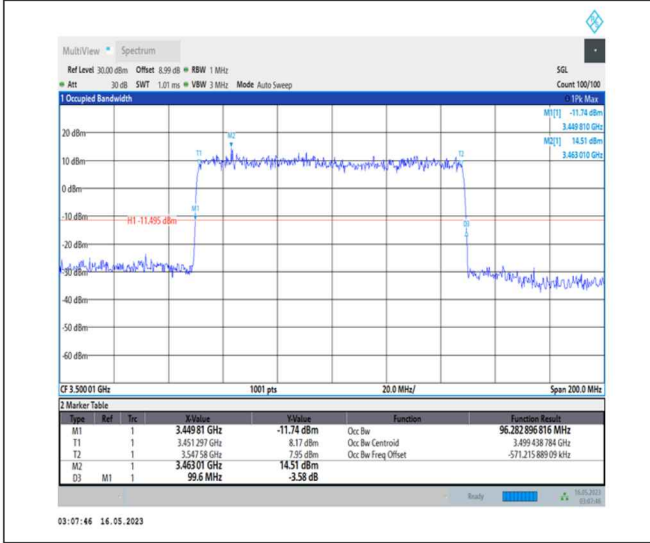 MultiView Spectrum
Ref Level 30.00 dBm Offset 8.99 dB RBW 1 MHz SGL
Att 30 dB SWT 1.01 ms VBW 3 MHz Mode Auto Sweep Count 100/100
1 Occupied Bandwidth 1Pk Max
M1[1] -11.74 dBm
3.449 810 GHz
M2[1] 14.51 dBm
3.463 010 GHz
20 dBm
M2
T1
T2
10 dBm
0 dBm
-10 dBm
M1
H1 -11.495 dBm
D3
-20 dBm
-30 dBm
-40 dBm
-50 dBm
-60 dBm
CF 3.500 01 GHz 1001 pts 20.0 MHz/ Span 200.0 MHz
2 Marker Table
Type Ref Trc X-Value Y-Value Function Function Result
M1 1 3.449 81 GHz -11.74 dBm Occ Bw 96.282 896 816 MHz
T1 1 3.451 297 GHz 8.17 dBm Occ Bw Centroid 3.499 438 784 GHz
T2 1 3.547 58 GHz 7.95 dBm Occ Bw Freq Offset -571.215 889 09 kHz
M2 1 3.463 01 GHz 14.51 dBm
D3 M1 1 99.6 MHz -3.58 dB
Ready 16.05.2023
03:07:46
03:07:46 16.05.2023